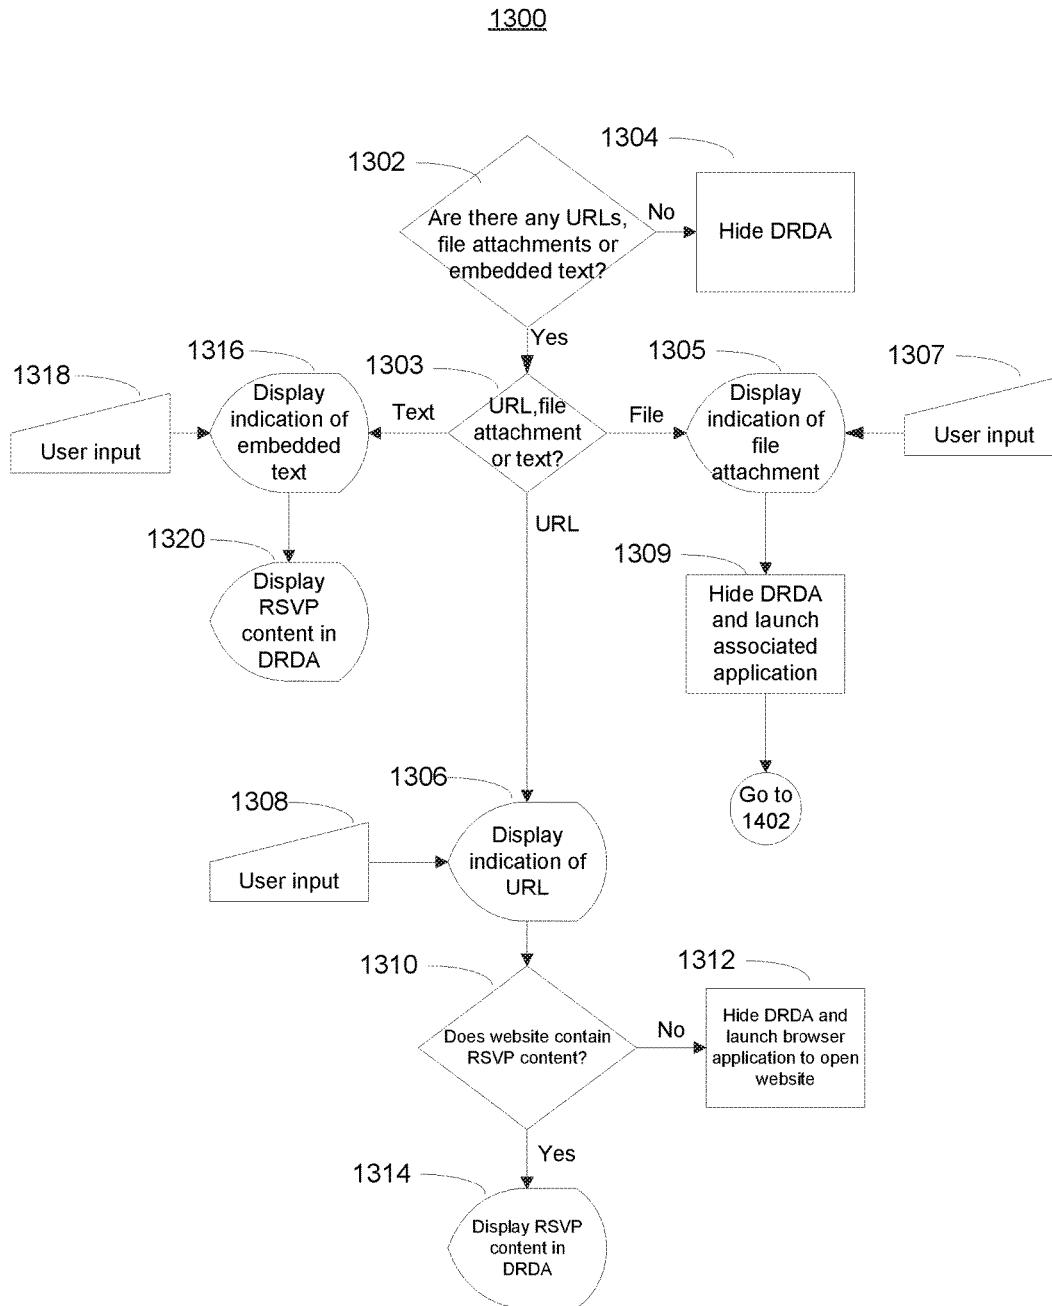 1300
1302
1304
Are there any URLs,
file attachments or
embedded text?
No
Hide DRDA
Yes
1318
1316
1303
1305
1307
User input
Display
indication of
embedded
text
Text
URL,file
attachment
or text?
File
Display
indication of
file
attachment
User input
URL
1320
Display
RSVP
content in
DRDA
1309
Hide DRDA
and launch
associated
application
Go to
1402
1306
1308
User input
Display
indication of
URL
1310
1312
Does website contain
RSVP content?
No
Hide DRDA and
launch browser
application to open
website
Yes
1314
Display RSVP
content in
DRDA